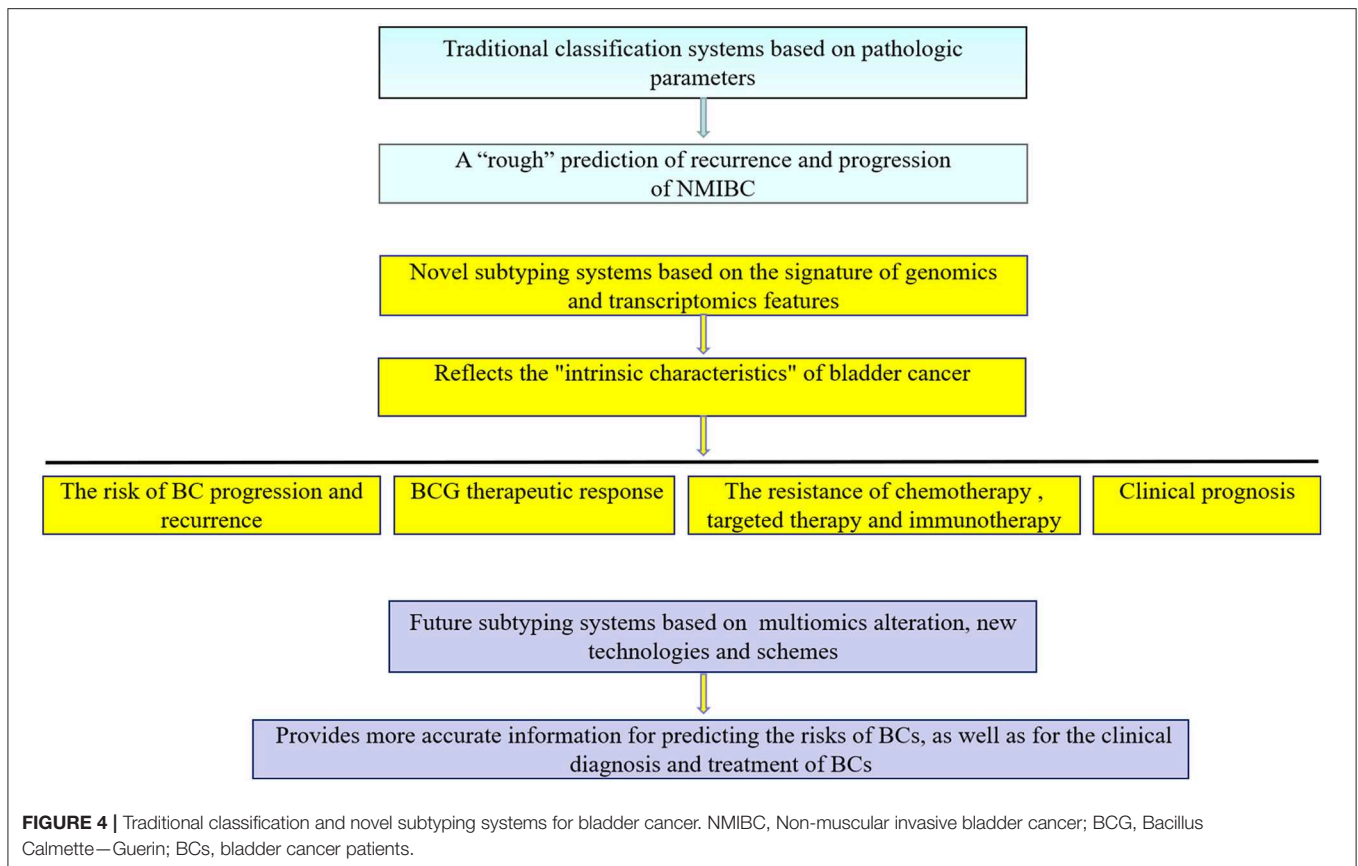 Traditional classification systems based on pathologic
parameters
A “rough” prediction of recurrence and progression
of NMIBC
Novel subtyping systems based on the signature of genomics
and transcriptomics features
Reflects the "intrinsic characteristics" of bladder cancer
The risk of BC progression and
recurrence
BCG therapeutic response
The resistance of chemotherapy ,
targeted therapy and immunotherapy
Clinical prognosis
Future subtyping systems based on multiomics alteration, new
technologies and schemes
Provides more accurate information for predicting the risks of BCs, as well as for the clinical
diagnosis and treatment of BCs
FIGURE 4 | Traditional classification and novel subtyping systems for bladder cancer. NMIBC, Non-muscular invasive bladder cancer; BCG, Bacillus
Calmette—Guerin; BCs, bladder cancer patients.